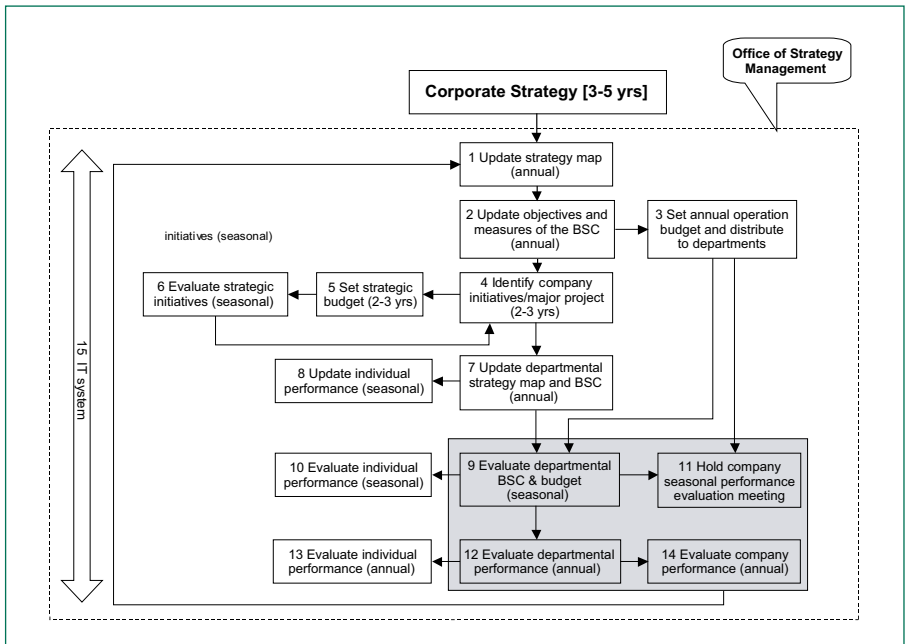 Office of Strategy
Management
Corporate Strategy [3-5 yrs]
1 Update strategy map
(annual)
2 Update objectives and
measures of the BSC
(annual)
3 Set annual operation
budget and distribute
to departments
initiatives (seasonal)
6 Evaluate strategic
initiatives (seasonal)
5 Set strategic
budget (2-3 yrs)
4 Identify company
initiatives/major project
(2-3 yrs)
15 IT system
8 Update individual
performance (seasonal)
7 Update departmental
strategy map and BSC
(annual)
10 Evaluate individual
performance (seasonal)
9 Evaluate departmental
BSC & budget
(seasonal)
11 Hold company
seasonal performance
evaluation meeting
13 Evaluate individual
performance (annual)
12 Evaluate departmental
performance (annual)
14 Evaluate company
performance (annual)